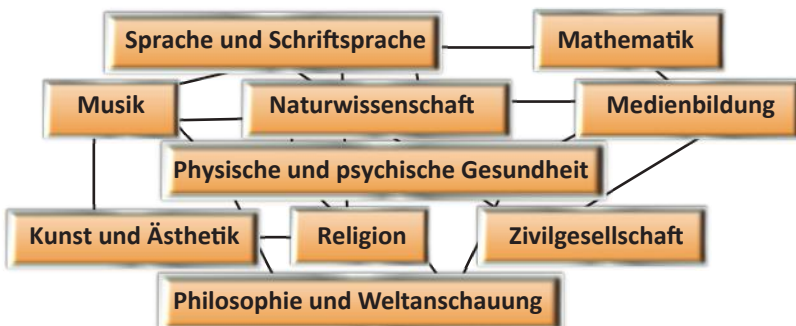 Sprache und Schriftsprache
Mathematik
Musik
Naturwissenschaft
Medienbildung
Physische und psychische Gesundheit
Kunst und Ästhetik
Religion
Zivilgesellschaft
Philosophie und Weltanschauung